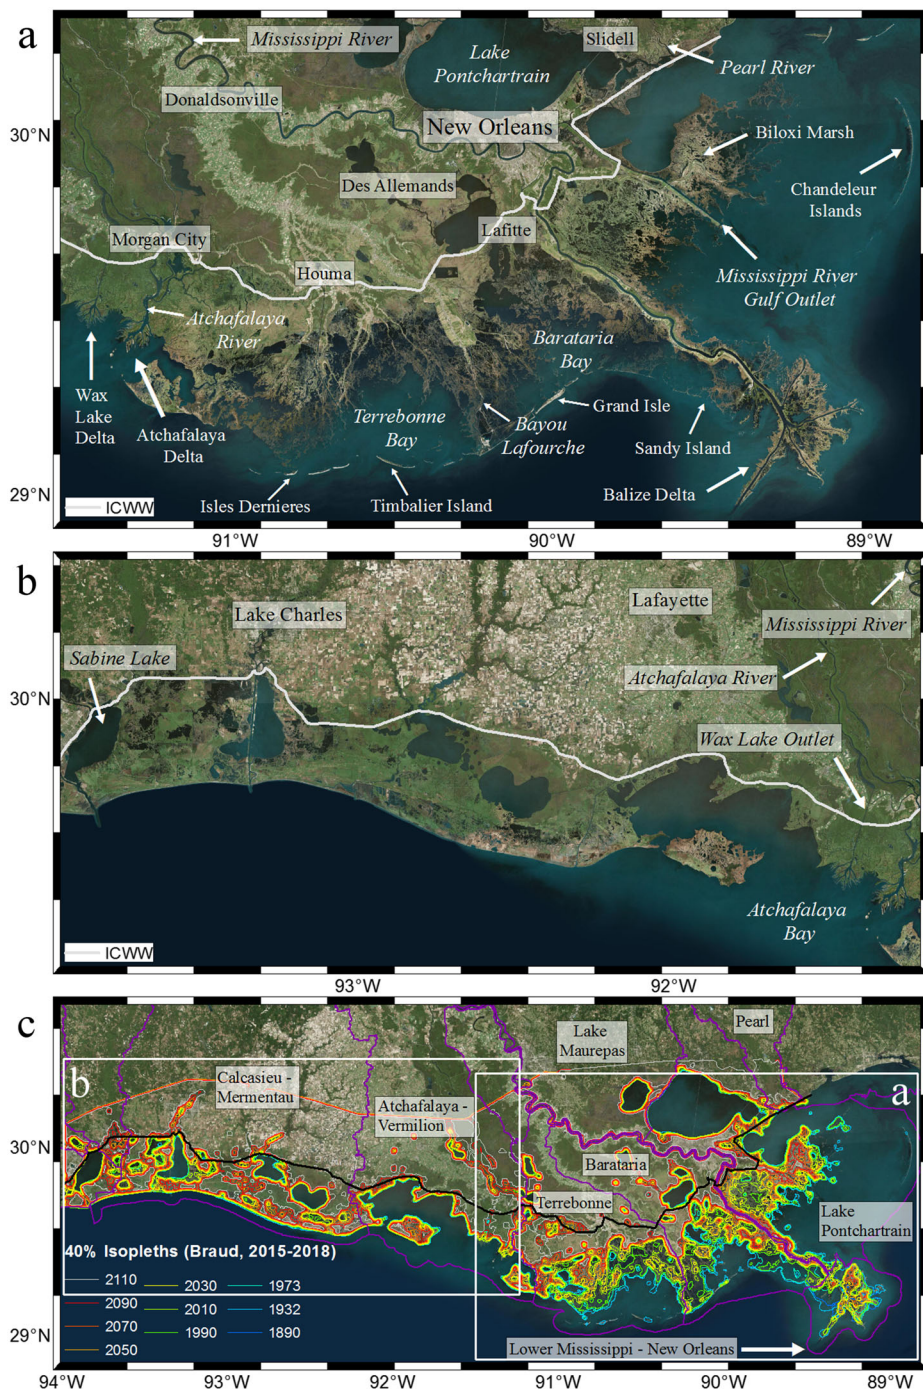 a
Mississippi River
Lake
Pontchartrain
Slidell
Pearl River
Donaldsonville
New Orleans
30°N
Biloxi Marsh
Des Allemands
Chandeleur
Islands
Morgan City
Lafitte
Houma
Mississippi River
Gulf Outlet
Atchafalaya
River
Barataria
Bay
Wax
Lake
Delta
Atchafalaya
Delta
Terrebonne
Bay
Bayou
Lafourche
Grand Isle
Sandy Island
Isles Dernieres
Timbalier Island
Balize Delta
29°N
ICWW
91°W
90°W
89°W
b
Lake Charles
Lafayette
Mississippi River
Sabine Lake
Atchafalaya River
30°N
Wax Lake Outlet
Atchafalaya
Bay
ICWW
93°W
92°W
c
Lake
Maurepas
Pearl
b
Calcasieu -
Mermentau
a
Atchafalaya -
Vermilion
30°N
Barataria
Terrebonne
Lake
Pontchartrain
40% Isopleths (Braud, 2015-2018)
2110
2030
1973
2090
2010
1932
2070
1990
1890
2050
29°N
Lower Mississippi - New Orleans
94°W
93°W
92°W
91°W
90°W
89°W